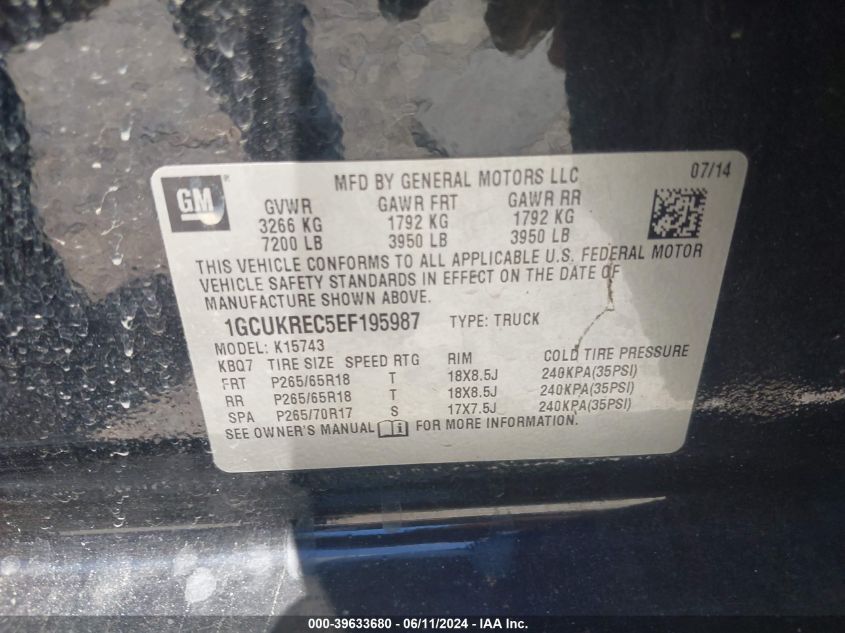 GM
MFD BY GENERAL MOTORS LLC 07/14
GVWR GAWR FRT GAWR RR
3266 KG 1792 KG 1792 KG
7200 LB 3950 LB 3950 LB
THIS VEHICLE CONFORMS TO ALL APPLICABLE U.S. FEDERAL MOTOR
VEHICLE SAFETY STANDARDS IN EFFECT ON THE DATE OF
MANUFACTURE SHOWN ABOVE.
1GCUKREC5EF195987 TYPE: TRUCK
MODEL: K15743
KBQ7 TIRE SIZE SPEED RTG RIM COLD TIRE PRESSURE
FRT P265/65R18 T 18X8.5J 240KPA(35PSI)
RR P265/65R18 T 18X8.5J 240KPA(35PSI)
SPA P265/70R17 S 17X7.5J 240KPA(35PSI)
SEE OWNER'S MANUAL FOR MORE INFORMATION.
000-39633680 - 06/11/2024 - IAA Inc.